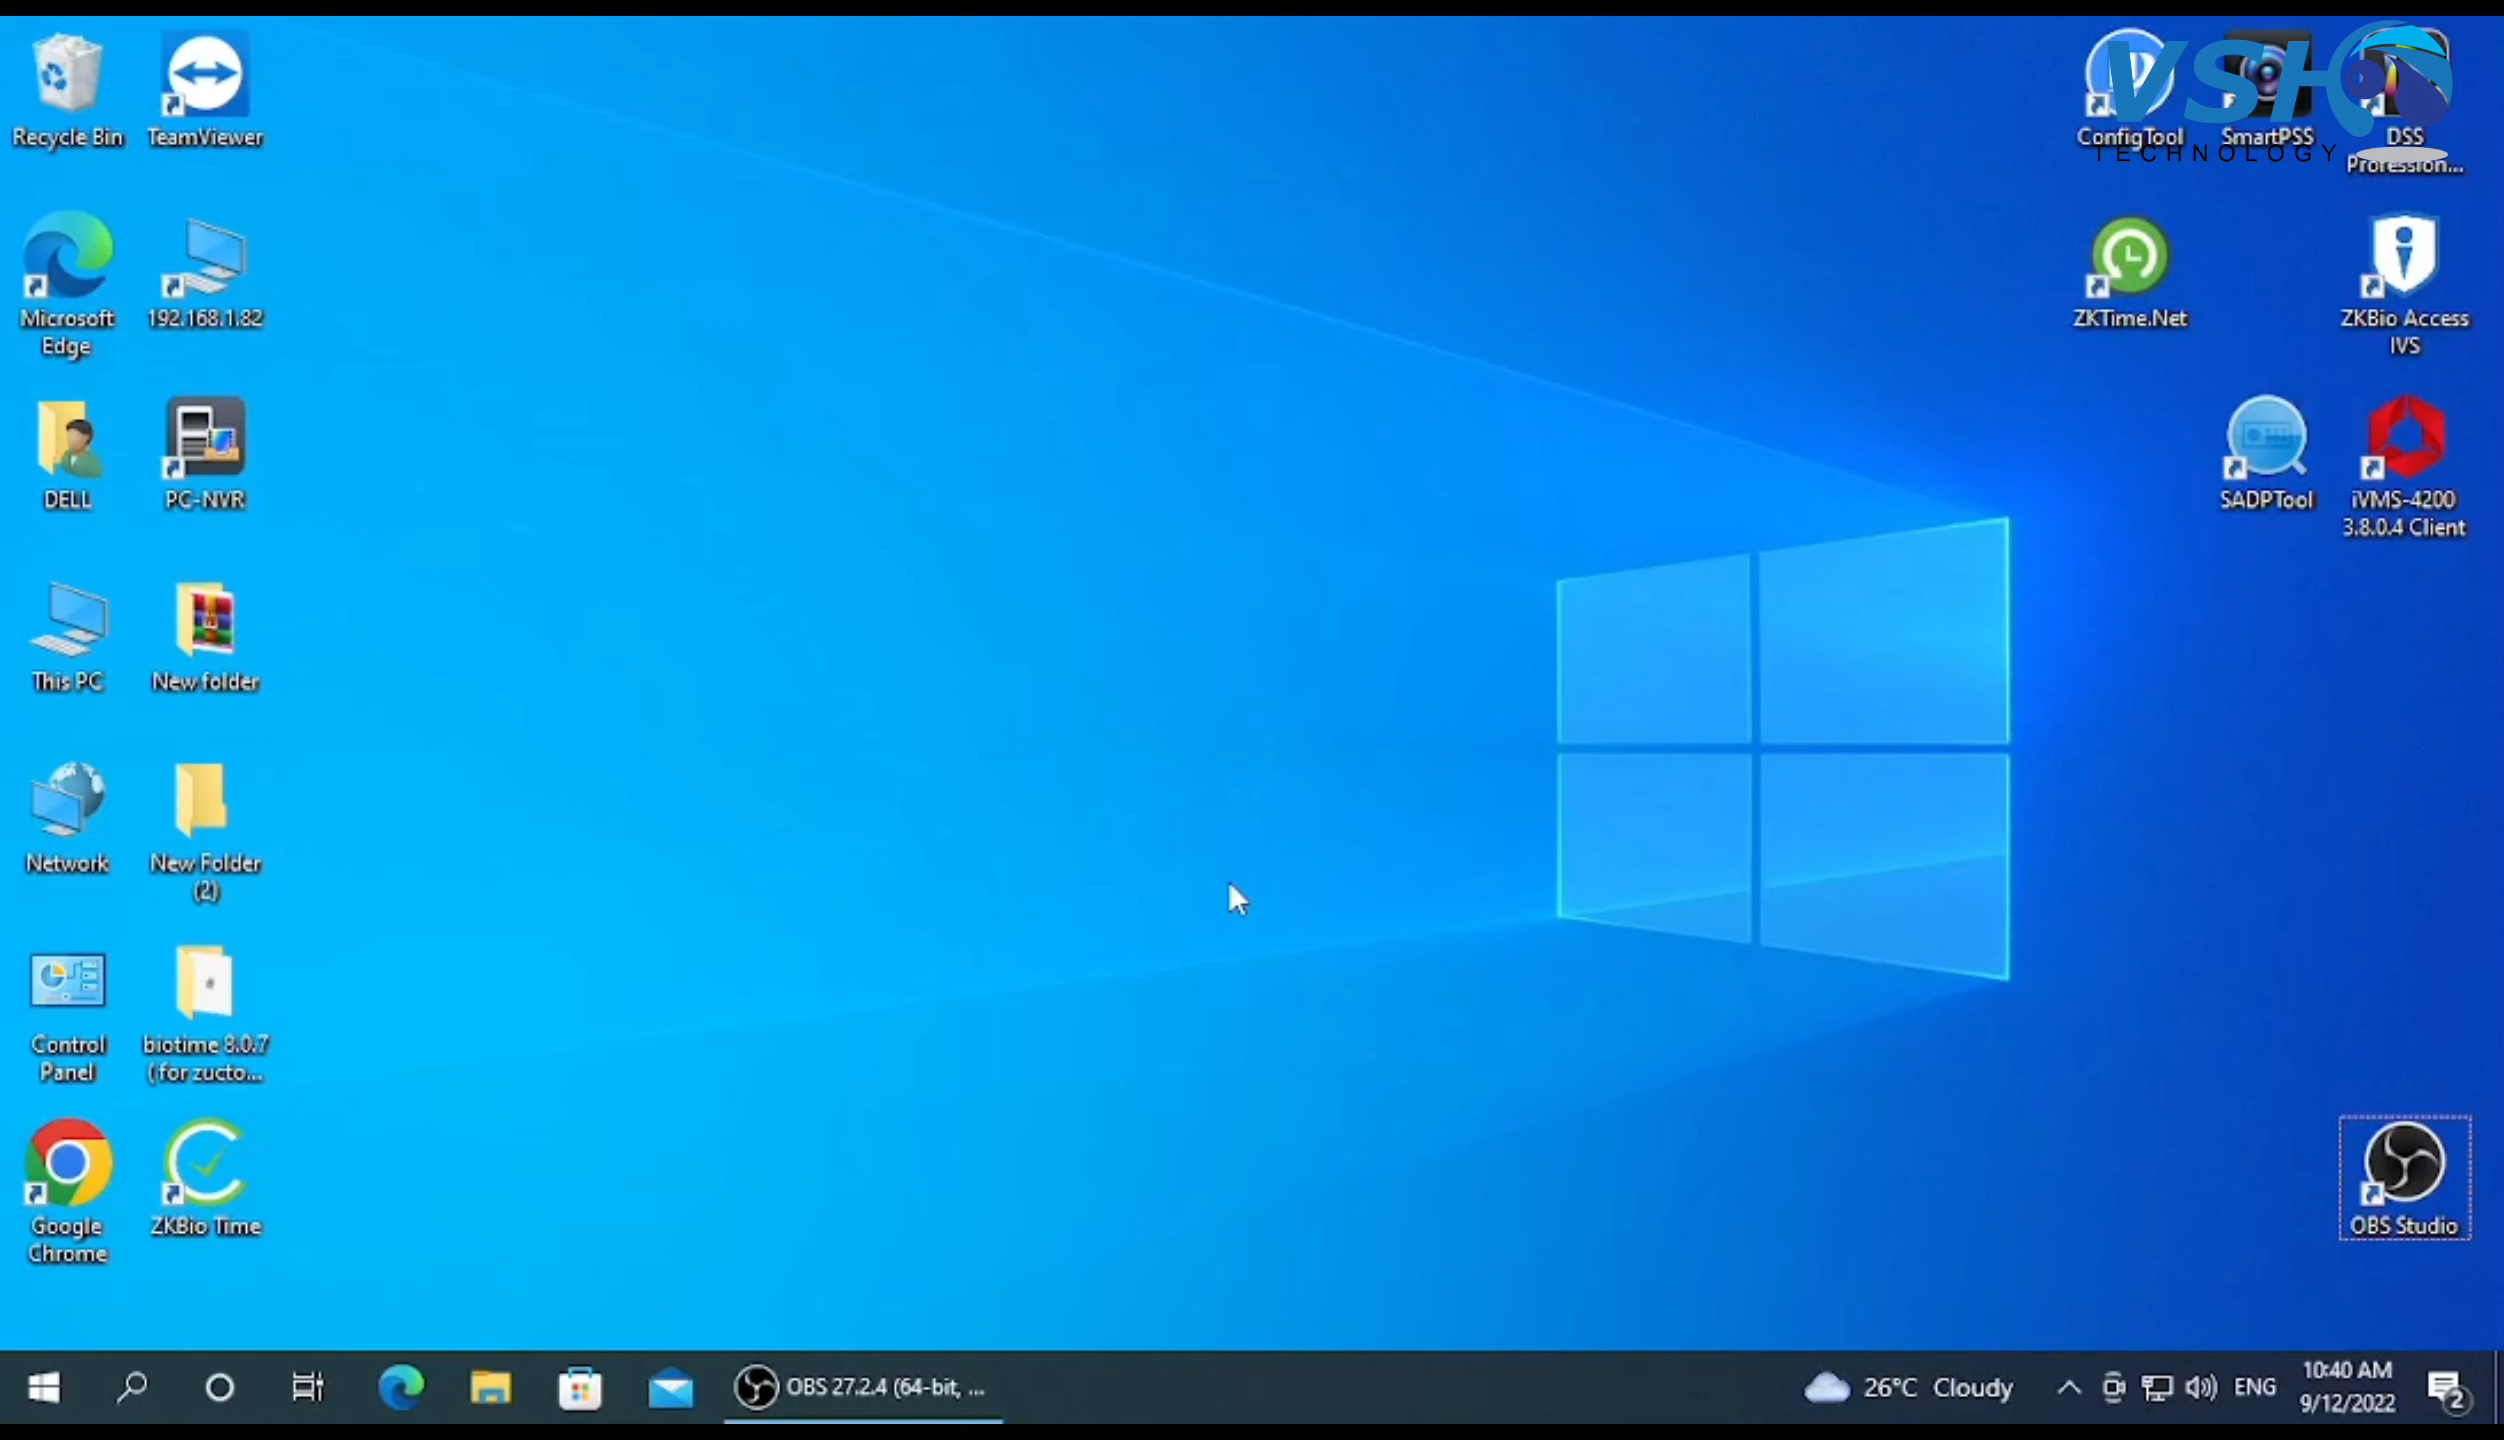 Recycle Bin
TeamViewer
ConfigTool
SmartPSS
DSS
Profession...
VSH
TECHNOLOGY
Microsoft
Edge
192.168.1.82
ZKTime.Net
ZKBio Access
IVS
DELL
PC-NVR
SADPTool
iVMS-4200
3.8.0.4 Client
This PC
New folder
Network
New Folder
(2)
Control
Panel
biotime 8.0.7
(for zucto...
Google
Chrome
ZKBio Time
OBS Studio
OBS 27.2.4 (64-bit, ...
26°C Cloudy
ENG
10:40 AM
9/12/2022
2